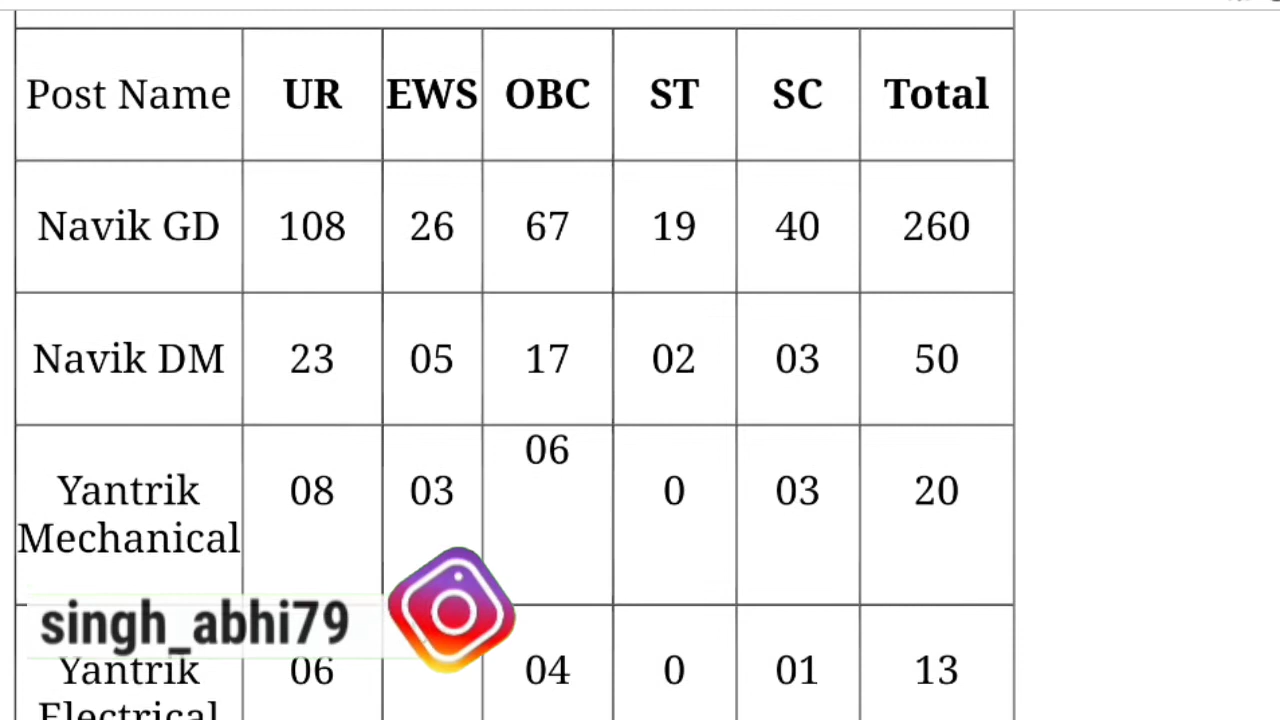 Post Name UR EWS OBC ST SC Total
Navik GD 108 26 67 19 40 260
Navik DM 23 05 17 02 03 50
Yantrik Mechanical 08 03 06 0 03 20
singh_abhi79
Yantrik Electrical 06 04 0 01 13